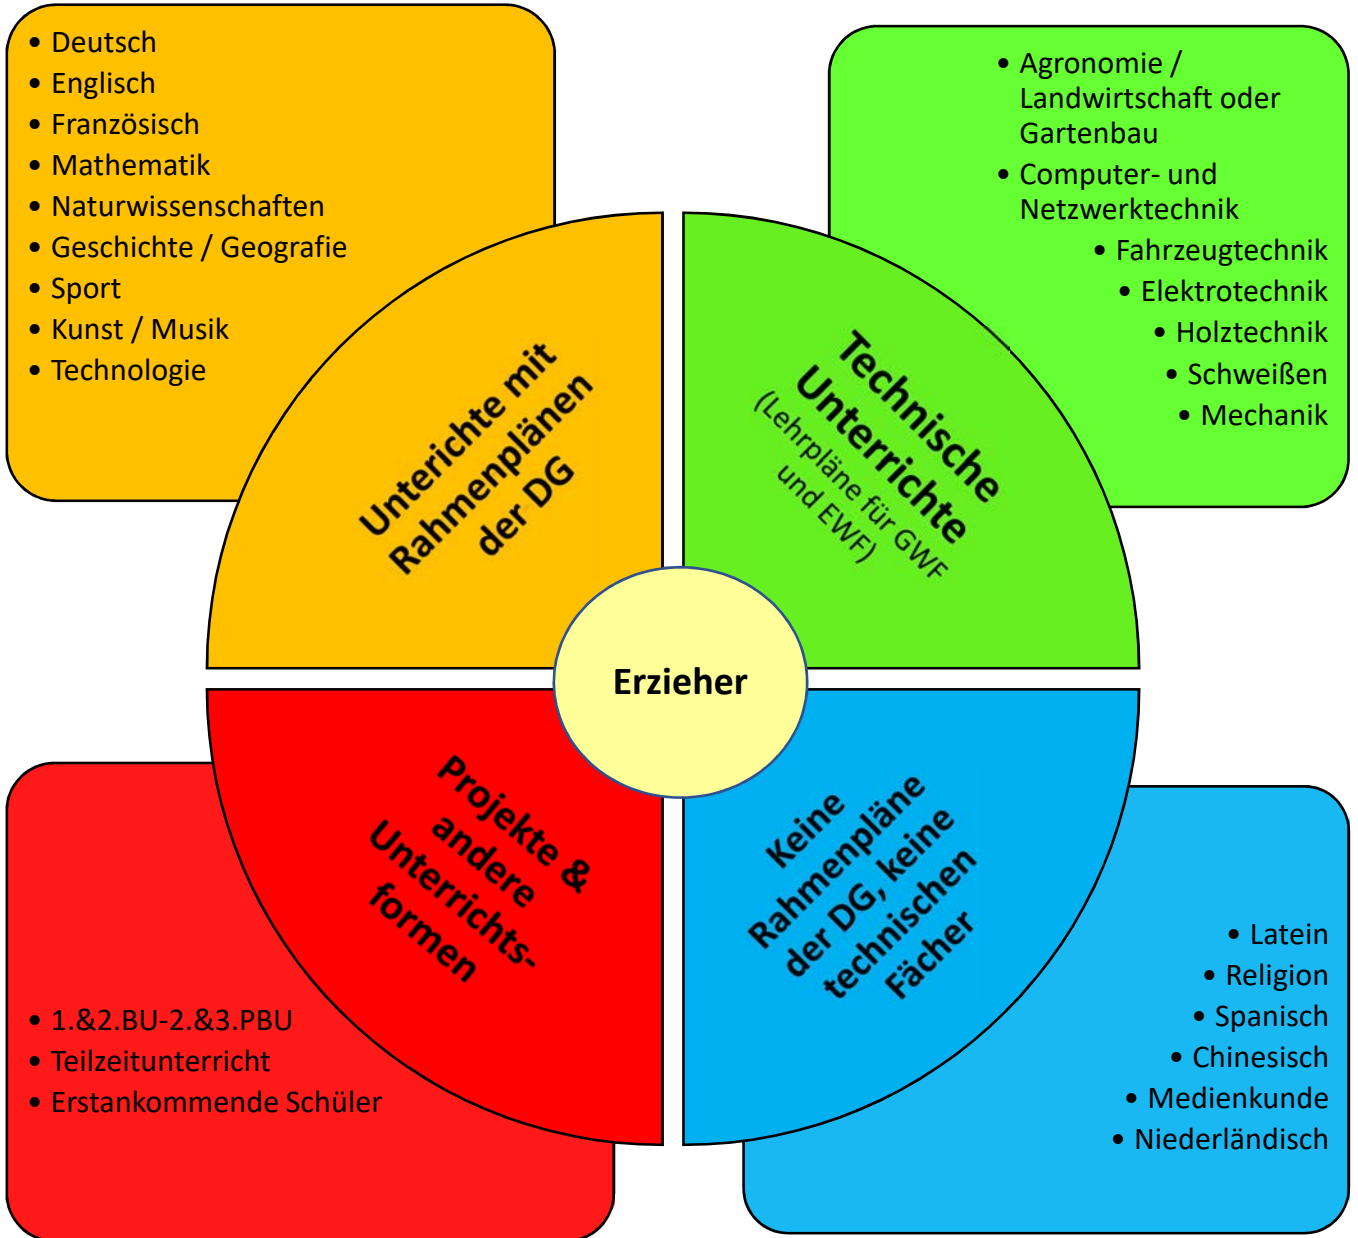 • Deutsch
• Englisch
• Französisch
• Mathematik
• Naturwissenschaften
• Geschichte / Geografie
• Sport
• Kunst / Musik
• Technologie
• Agronomie /
Landwirtschaft oder
Gartenbau
• Computer- und
Netzwerktechnik
• Fahrzeugtechnik
• Elektrotechnik
• Holztechnik
• Schweißen
• Mechanik
Unterichte mit
Rahmenplänen
der DG
Technische
Unterrichte
(Lehrpläne für GWF
und EWF)
Erzieher
Projekte &
andere
Unterrichts-
formen
Keine
Rahmenpläne
der DG, keine
technischen
Fächer
• 1.&2.BU-2.&3.PBU
• Teilzeitunterricht
• Erstankommende Schüler
• Latein
• Religion
• Spanisch
• Chinesisch
• Medienkunde
• Niederländisch